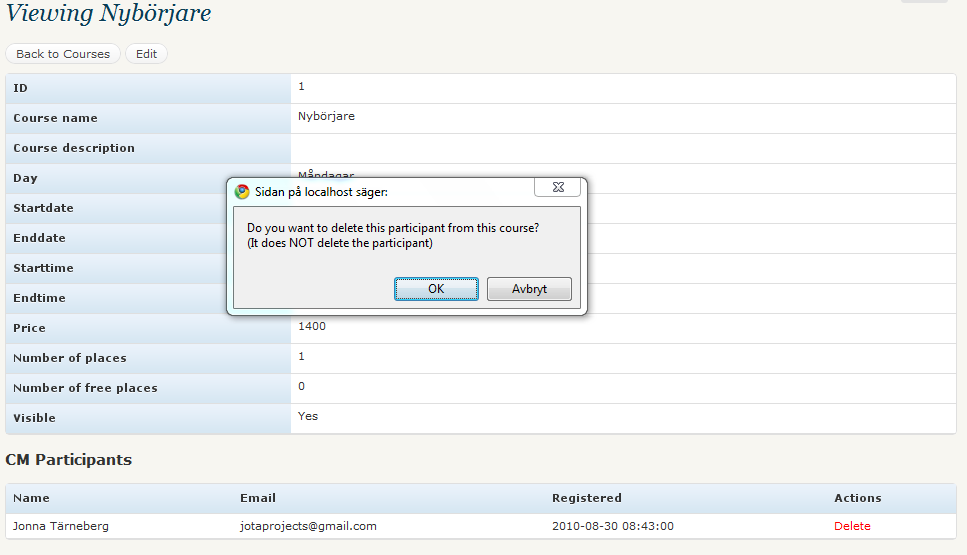 Viewing Nybörjare
Back to Courses Edit
ID 1
Course name Nybörjare
Course description
Day Måndagar
Startdate
Enddate
Starttime
Endtime
Sidan på localhost säger:
Do you want to delete this participant from this course?
(It does NOT delete the participant)
OK Avbryt
Price 1400
Number of places 1
Number of free places 0
Visible Yes
CM Participants
Name Email Registered Actions
Jonna Tärneberg jotaprojects@gmail.com 2010-08-30 08:43:00 Delete